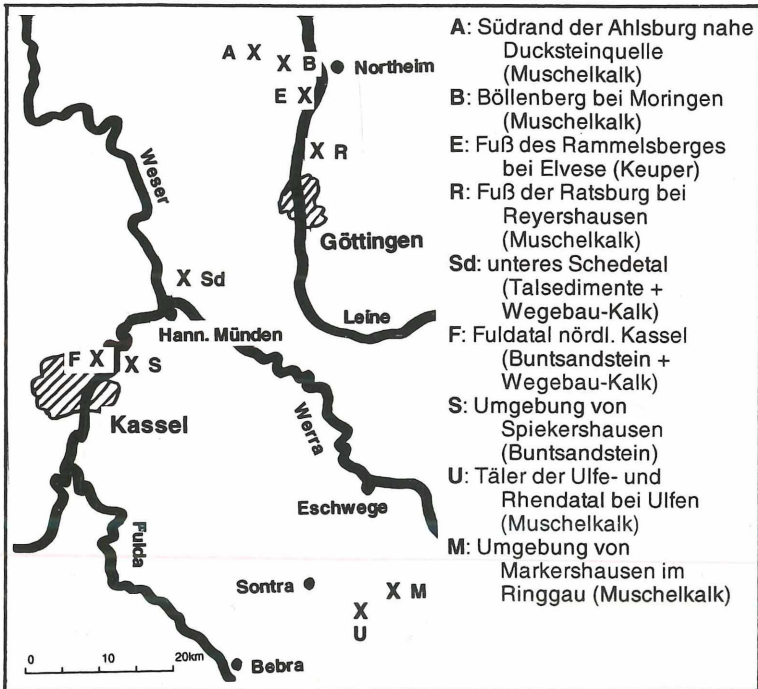 A X
X B
Northeim
E X
X R
Göttingen
Weser
X Sd
Leine
Hann. Münden
F X
X S
Kassel
Werra
Eschwege
Fulda
Sontra
X M
X
U
0 10 20km
Bebra
A: Südrand der Ahlsburg nahe
Ducksteinquelle
(Muschelkalk)
B: Böllenberg bei Moringen
(Muschelkalk)
E: Fuß des Rammelsberges
bei Elvese (Keuper)
R: Fuß der Ratsburg bei
Reyershausen
(Muschelkalk)
Sd: unteres Schedetal
(Talsedimente +
Wegebau-Kalk)
F: Fuldatal nördl. Kassel
(Buntsandstein +
Wegebau-Kalk)
S: Umgebung von
Spiekershausen
(Buntsandstein)
U: Täler der Ulfe- und
Rhendatal bei Ulfen
(Muschelkalk)
M: Umgebung von
Markershausen im
Ringgau (Muschelkalk)